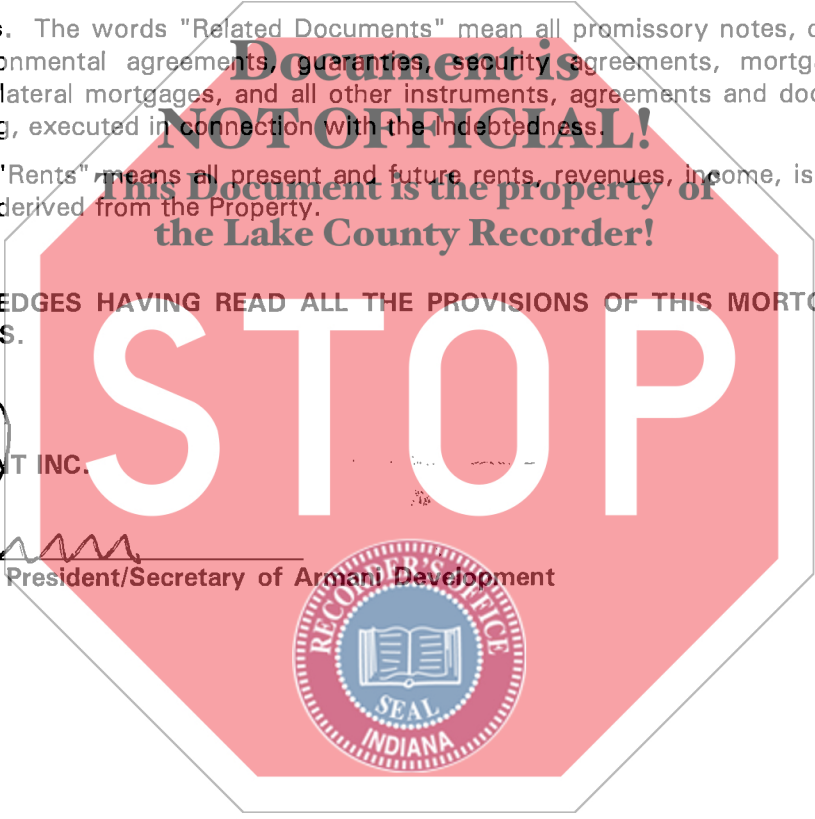 s. The words "Related Documents" mean all promissory notes, c
onmental agreements, guaranties, security agreements, mortga
lateral mortgages, and all other instruments, agreements and doc
g, executed in connection with the Indebtedness.
"Rents" means all present and future rents, revenues, income, is
derived from the Property.
Document is
NOT OFFICIAL!
This Document is the property of
the Lake County Recorder!
EDGES HAVING READ ALL THE PROVISIONS OF THIS MORTG
S.
STOP
T INC.
President/Secretary of Armani Development
RECORDER'S OFFICE
SEAL
INDIANA